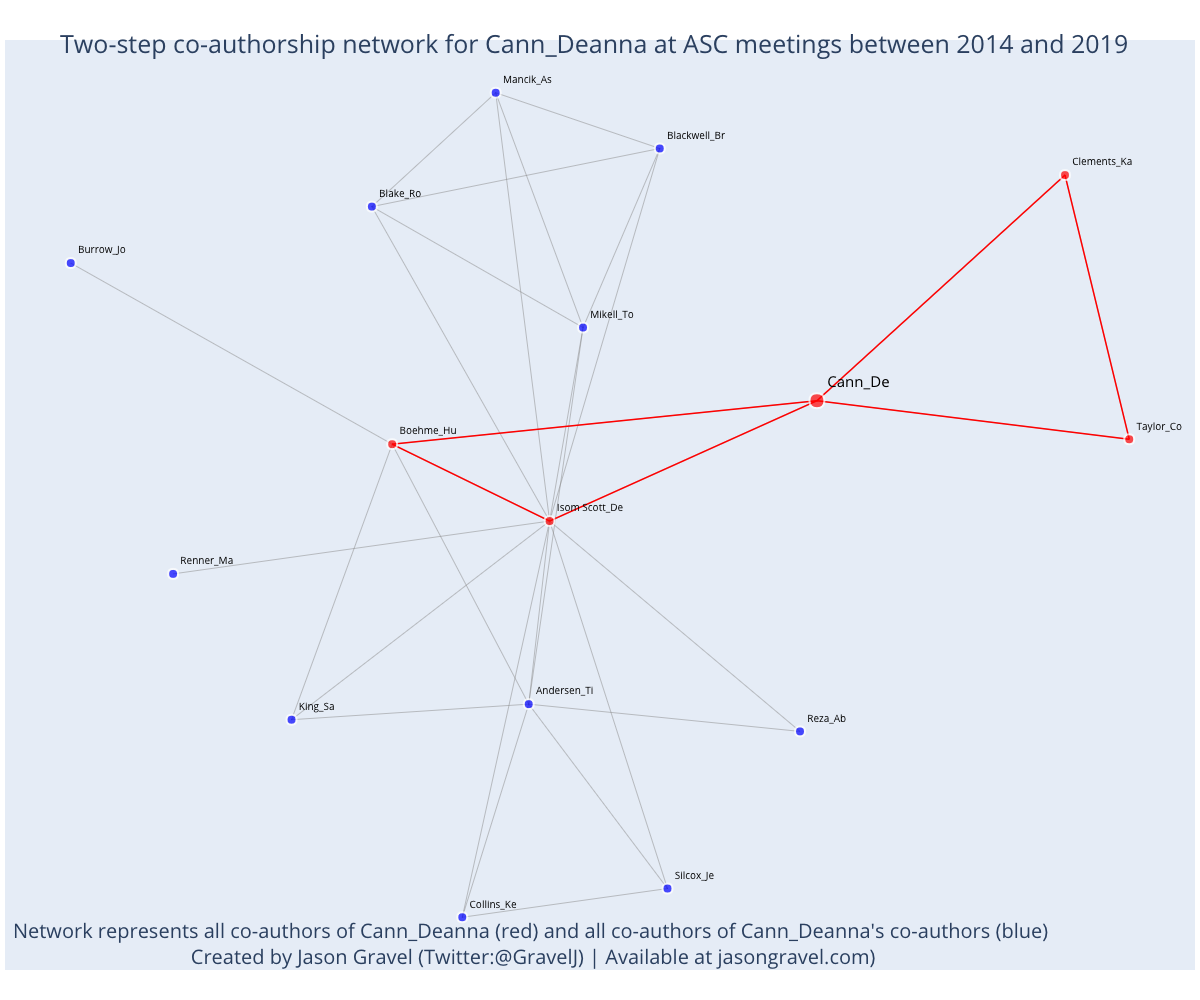 Two-step co-authorship network for Cann_Deanna at ASC meetings between 2014 and 2019
Mancik_As
Blackwell_Br
Clements_Ka
Blake_Ro
Burrow_Jo
Mikell_To
Cann_De
Taylor_Co
Boehme_Hu
Isom Scott_De
Renner_Ma
Andersen_Ti
King_Sa
Reza_Ab
Silcox_Je
Collins_Ke
Network represents all co-authors of Cann_Deanna (red) and all co-authors of Cann_Deanna's co-authors (blue)
Created by Jason Gravel (Twitter:@GravelJ) | Available at jasongravel.com)